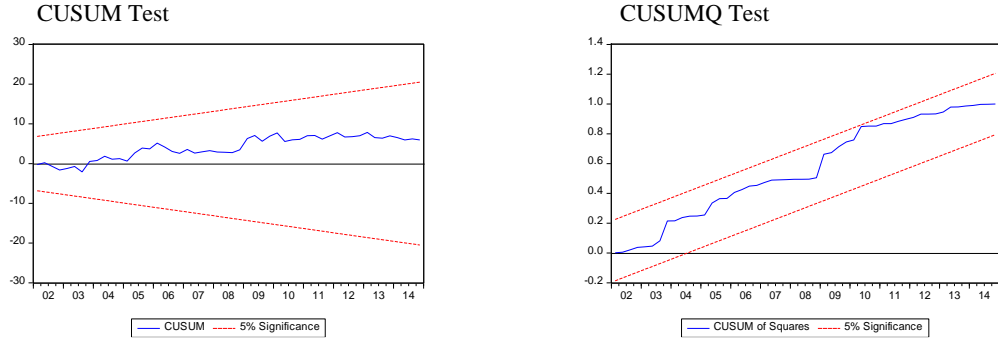 CUSUM Test
30
20
10
0
-10
-20
-30
02 03 04 05 06 07 08 09 10 11 12 13 14
CUSUM 5% Significance
CUSUMQ Test
1.4
1.2
1.0
0.8
0.6
0.4
0.2
0.0
-0.2
02 03 04 05 06 07 08 09 10 11 12 13 14
CUSUM of Squares 5% Significance